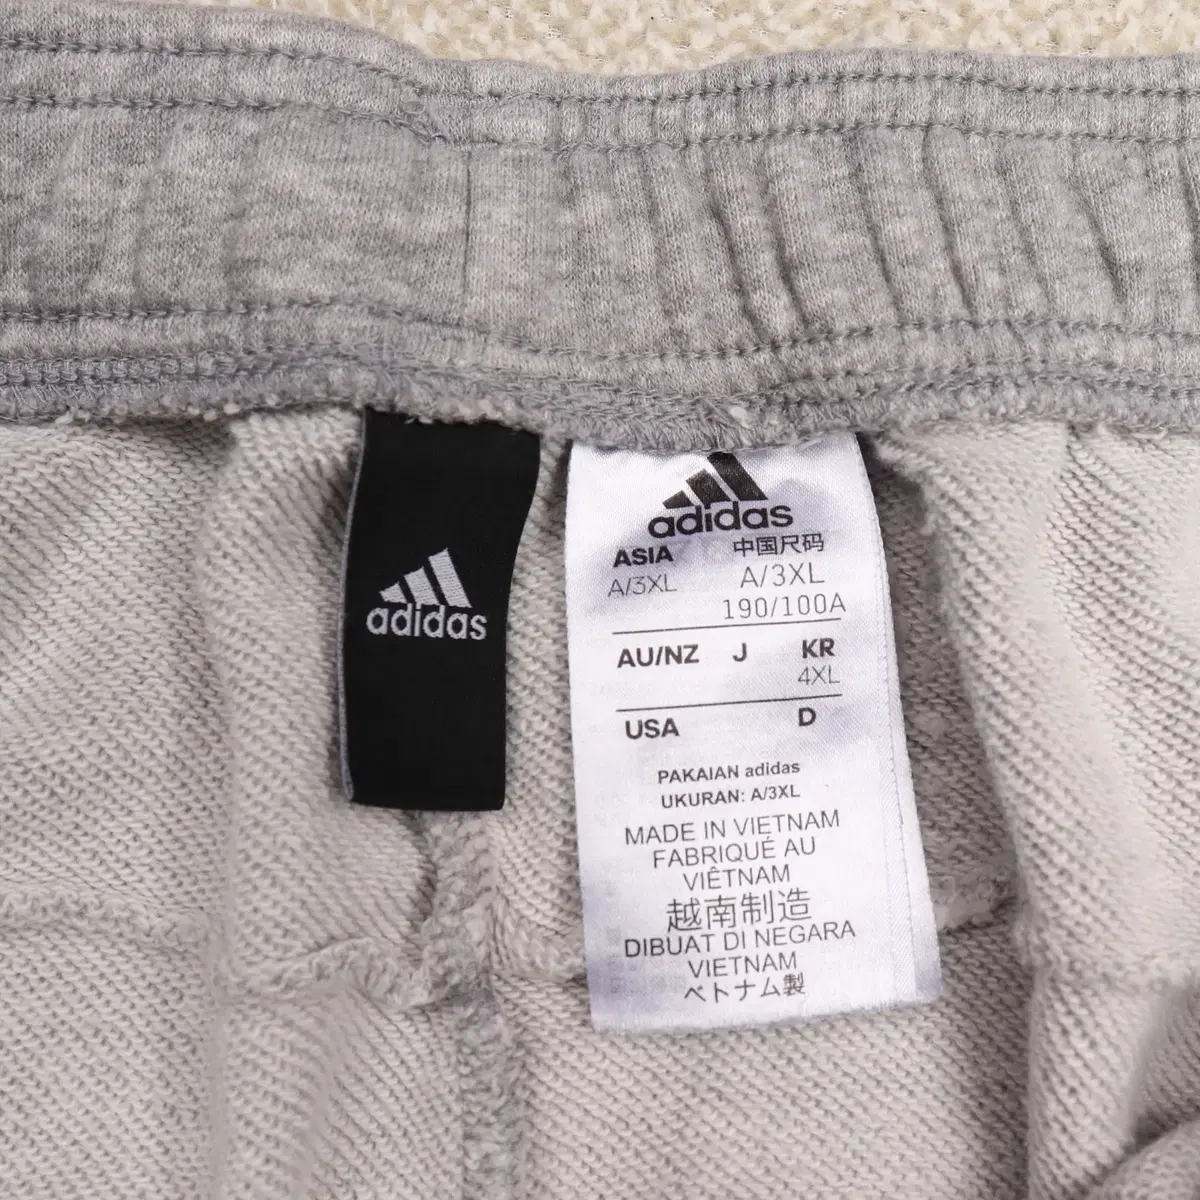 adidas
adidas
ASIA 中国尺码
A/3XL A/3XL
190/100A
AU/NZ J KR
4XL
USA D
PAKAIAN adidas
UKURAN: A/3XL
MADE IN VIETNAM
FABRIQUÉ AU
VIÊTNAM
越南制造
DIBUAT DI NEGARA
VIETNAM
ベトナム製